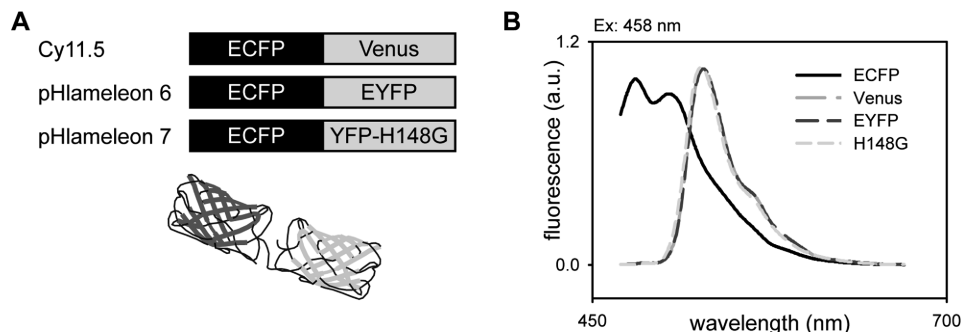 A
Cy11.5 ECFP Venus
pHlameleon 6 ECFP EYFP
pHlameleon 7 ECFP YFP-H148G
B
Ex: 458 nm
1.2
fluorescence (a.u.)
ECFP
Venus
EYFP
H148G
0.0
450 700
wavelength (nm)